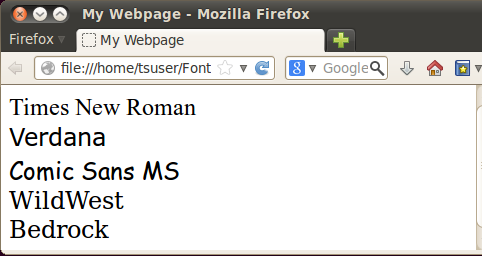 My Webpage - Mozilla Firefox
Firefox
My Webpage
file:///home/tsuser/Font
Google
Times New Roman
Verdana
Comic Sans MS
WildWest
Bedrock